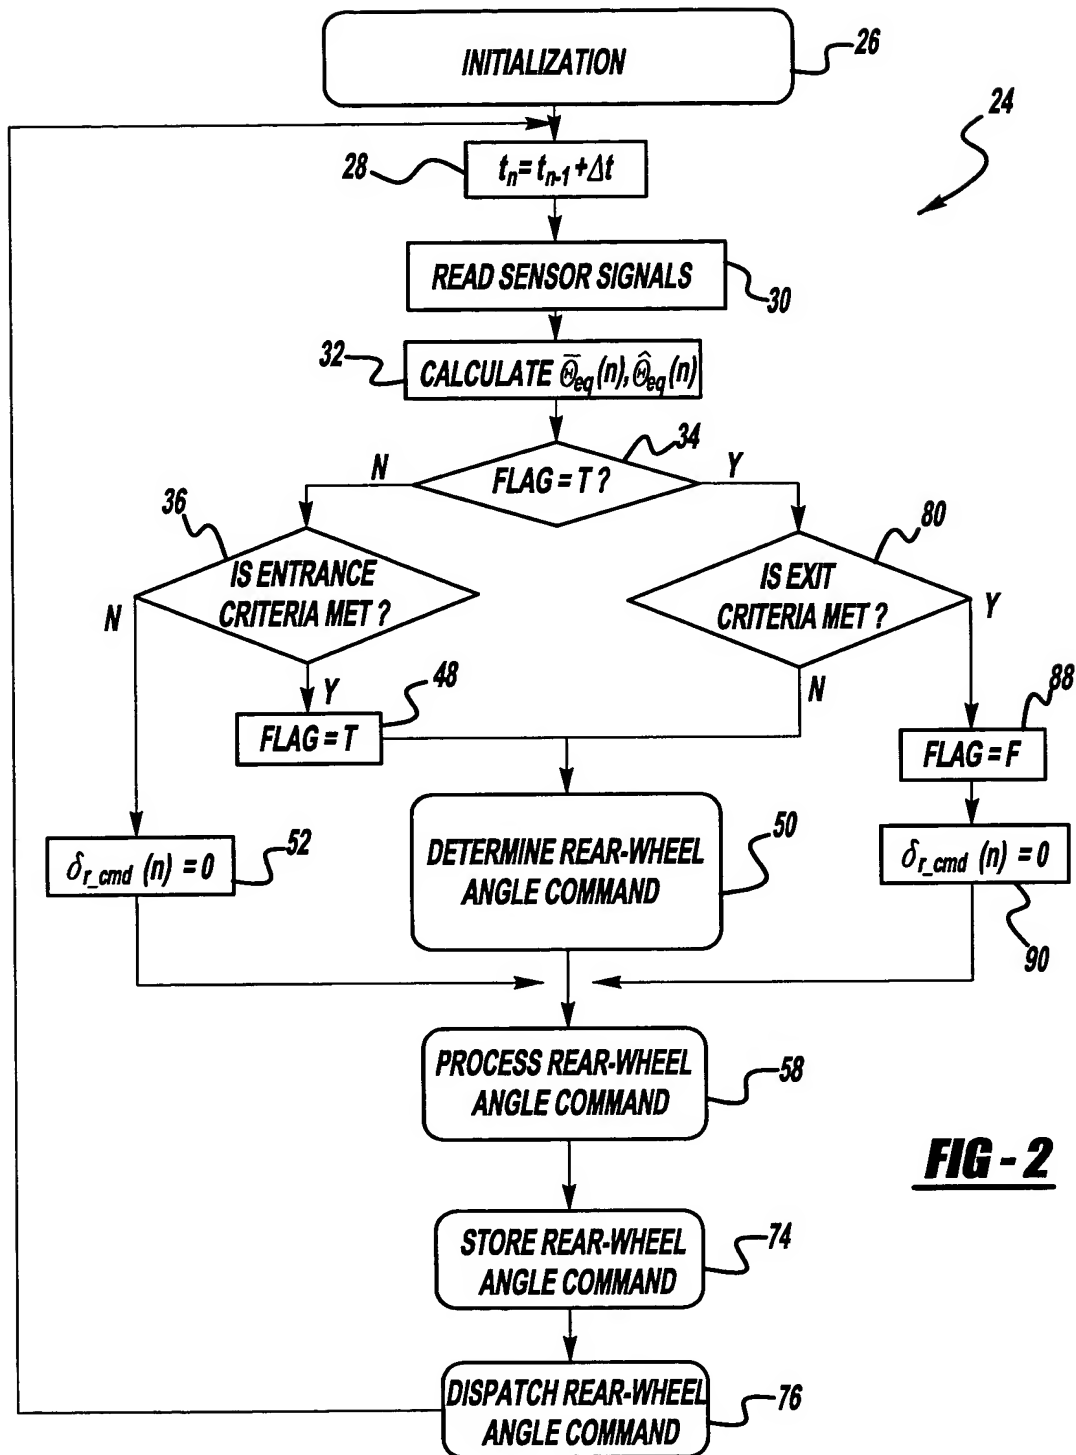 INITIALIZATION
26
24
28
tn = tn-1 + Δt
READ SENSOR SIGNALS
30
32
CALCULATE Θ̄eq(n), Θ̂eq(n)
34
N
FLAG = T ?
Y
36
IS ENTRANCE
CRITERIA MET ?
80
IS EXIT
CRITERIA MET ?
N
Y
Y
48
FLAG = T
N
88
FLAG = F
δr_cmd (n) = 0
52
DETERMINE REAR-WHEEL
ANGLE COMMAND
50
δr_cmd (n) = 0
90
PROCESS REAR-WHEEL
ANGLE COMMAND
58
FIG - 2
STORE REAR-WHEEL
ANGLE COMMAND
74
DISPATCH REAR-WHEEL
ANGLE COMMAND
76